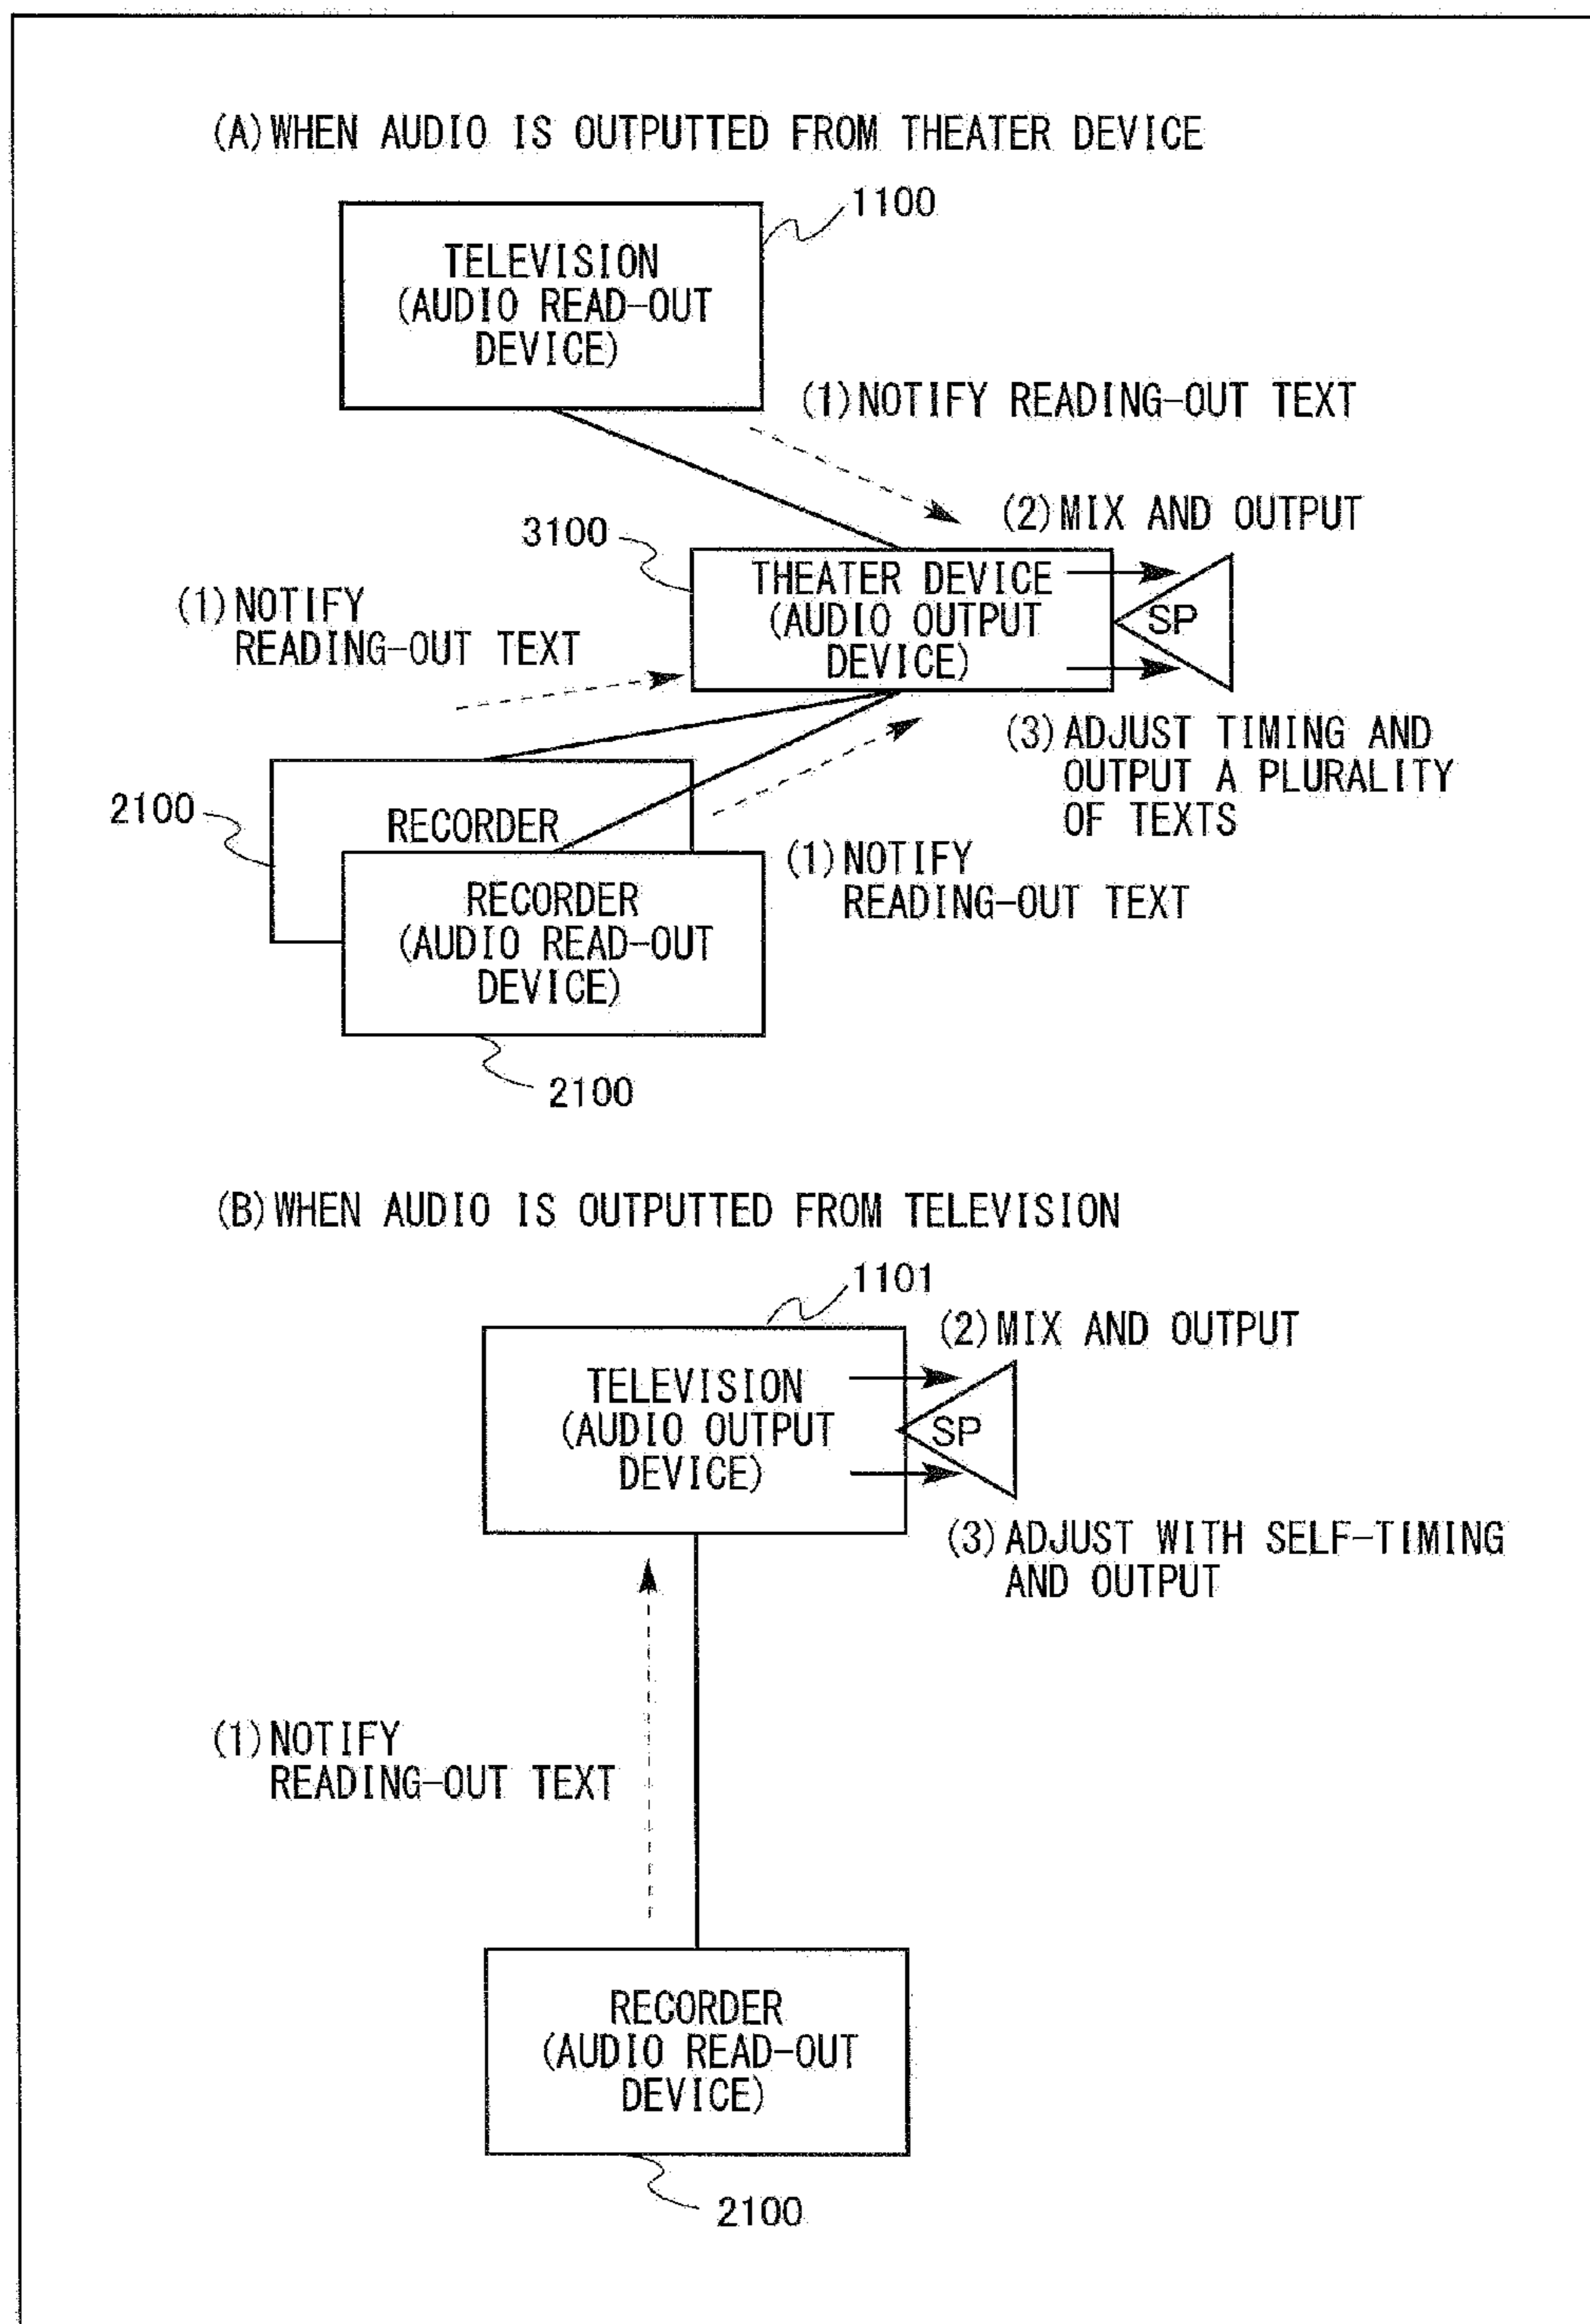 (A) WHEN AUDIO IS OUTPUTTED FROM THEATER DEVICE
1100
TELEVISION
(AUDIO READ-OUT
DEVICE)
(1) NOTIFY READING-OUT TEXT
(2) MIX AND OUTPUT
3100
THEATER DEVICE
(AUDIO OUTPUT
DEVICE)
SP
(1) NOTIFY
READING-OUT TEXT
(3) ADJUST TIMING AND
OUTPUT A PLURALITY
OF TEXTS
2100
RECORDER
(1) NOTIFY
READING-OUT TEXT
RECORDER
(AUDIO READ-OUT
DEVICE)
2100
(B) WHEN AUDIO IS OUTPUTTED FROM TELEVISION
1101
(2) MIX AND OUTPUT
TELEVISION
(AUDIO OUTPUT
DEVICE)
SP
(3) ADJUST WITH SELF-TIMING
AND OUTPUT
(1) NOTIFY
READING-OUT TEXT
RECORDER
(AUDIO READ-OUT
DEVICE)
2100